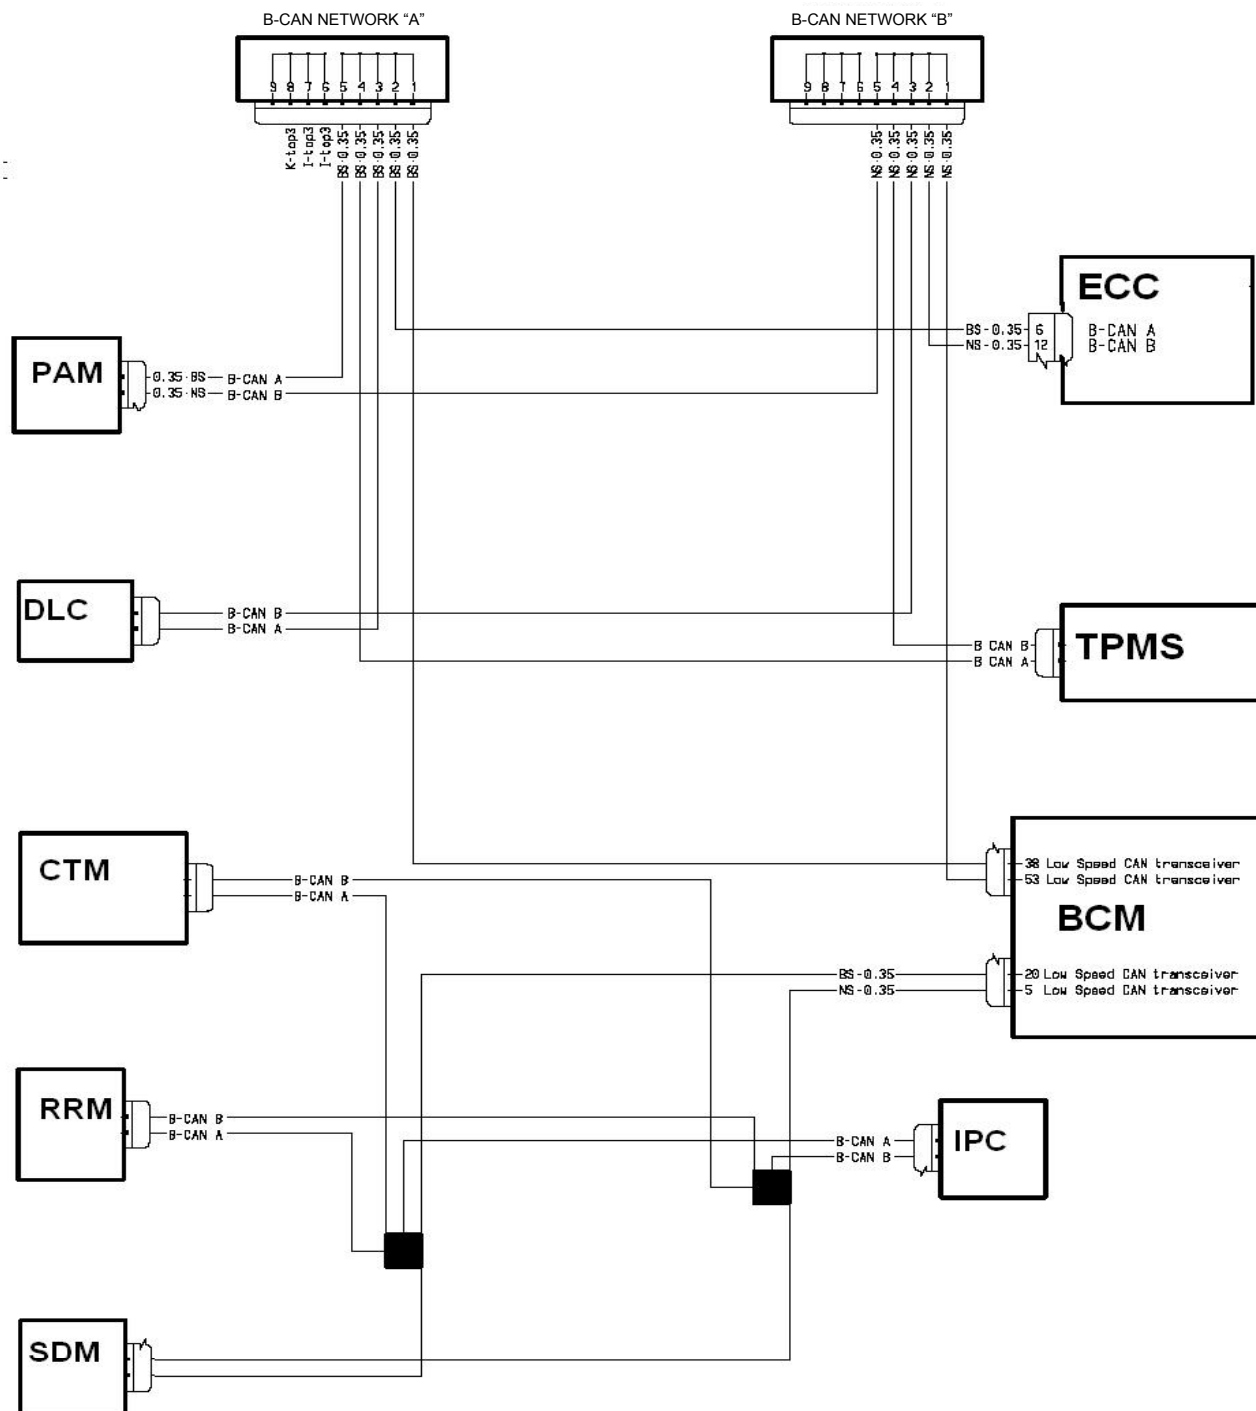 B-CAN NETWORK “A”
B-CAN NETWORK “B”
9 8 7 6 5 4 3 2 1
9 8 7 6 5 4 3 2 1
K-top3
I-top3
I-top3
BS-0.35
BS-0.35
BS-0.35
BS-0.35
BS-0.35
NS-0.35
NS-0.35
NS-0.35
NS-0.35
NS-0.35
ECC
BS-0.35 6 B-CAN A
NS-0.35 12 B-CAN B
PAM
0.35-BS B-CAN A
0.35-NS B-CAN B
DLC
B-CAN B
B-CAN A
TPMS
B CAN B
B CAN A
CTM
B-CAN B
B-CAN A
38 Low Speed CAN transceiver
53 Low Speed CAN transceiver
BCM
BS-0.35 20 Low Speed CAN transceiver
NS-0.35 5 Low Speed CAN transceiver
RRM
B-CAN B
B-CAN A
B-CAN A
B-CAN B
IPC
SDM